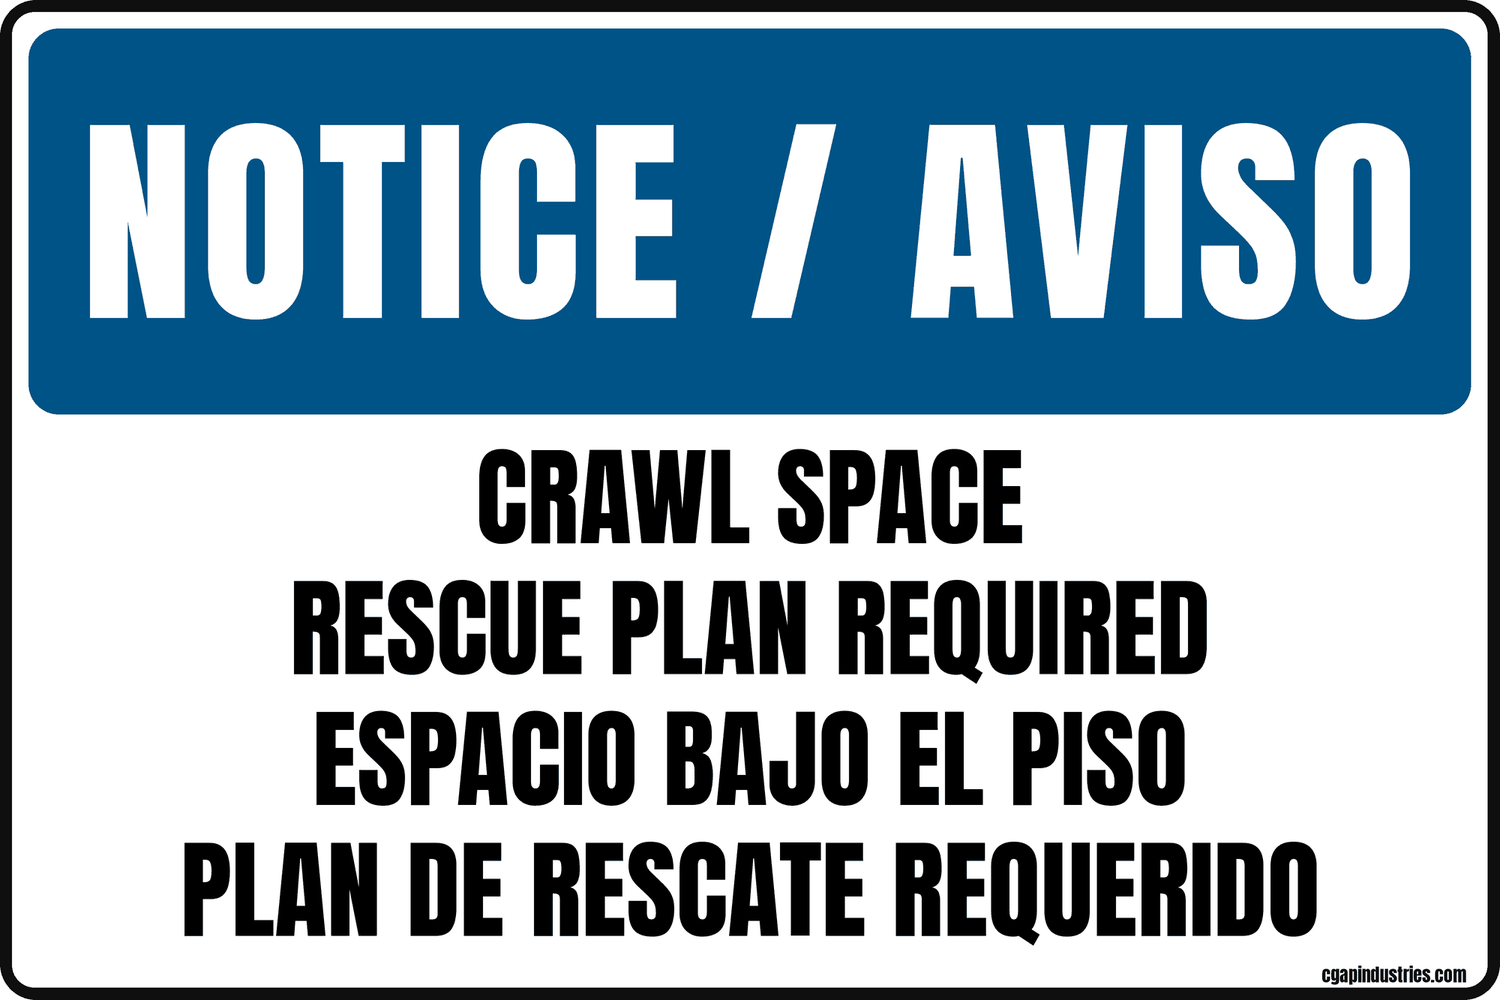 NOTICE / AVISO
CRAWL SPACE
RESCUE PLAN REQUIRED
ESPACIO BAJO EL PISO
PLAN DE RESCATE REQUERIDO
cgapindustries.com